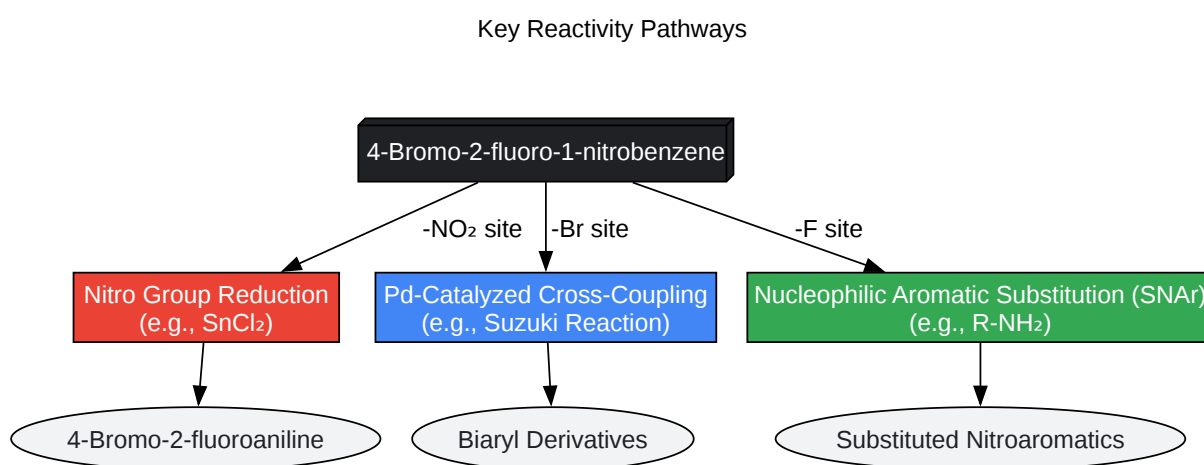 Key Reactivity Pathways
4-Bromo-2-fluoro-1-nitrobenzene
-NO₂ site
-Br site
-F site
Nitro Group Reduction
(e.g., SnCl₂)
Pd-Catalyzed Cross-Coupling
(e.g., Suzuki Reaction)
Nucleophilic Aromatic Substitution (SNAr)
(e.g., R-NH₂)
4-Bromo-2-fluoroaniline
Biaryl Derivatives
Substituted Nitroaromatics